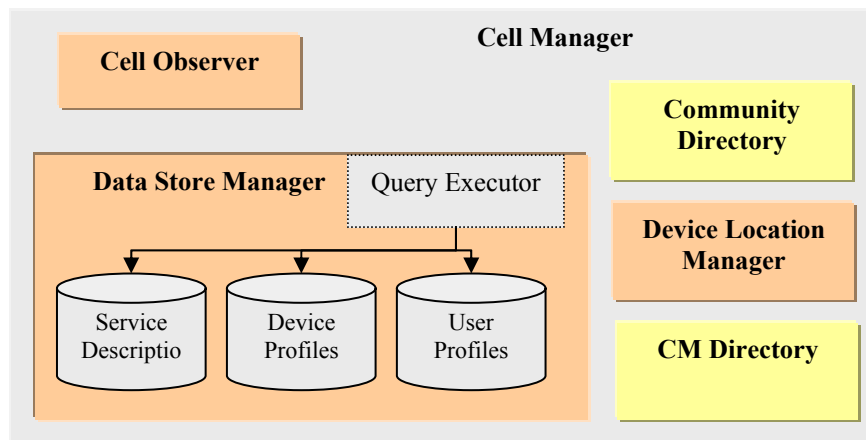 Cell Manager
Cell Observer
Community
Directory
Data Store Manager
Query Executor
Device Location
Manager
Service
Descriptio
Device
Profiles
User
Profiles
CM Directory